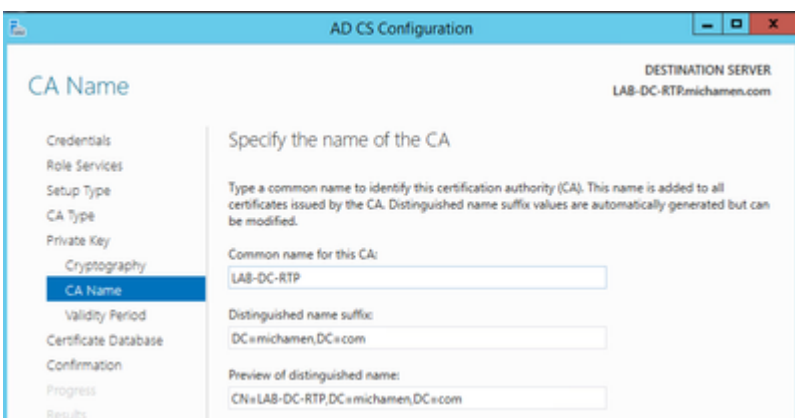 AD CS Configuration
CA Name
DESTINATION SERVER
LAB-DC-RTP.michamen.com
Credentials
Role Services
Setup Type
CA Type
Private Key
Cryptography
CA Name
Validity Period
Certificate Database
Confirmation
Progress
Results
Specify the name of the CA
Type a common name to identify this certification authority (CA). This name is added to all
certificates issued by the CA. Distinguished name suffix values are automatically generated but can
be modified.
Common name for this CA:
LAB-DC-RTP
Distinguished name suffix:
DC=michamen,DC=com
Preview of distinguished name:
CN=LAB-DC-RTP,DC=michamen,DC=com